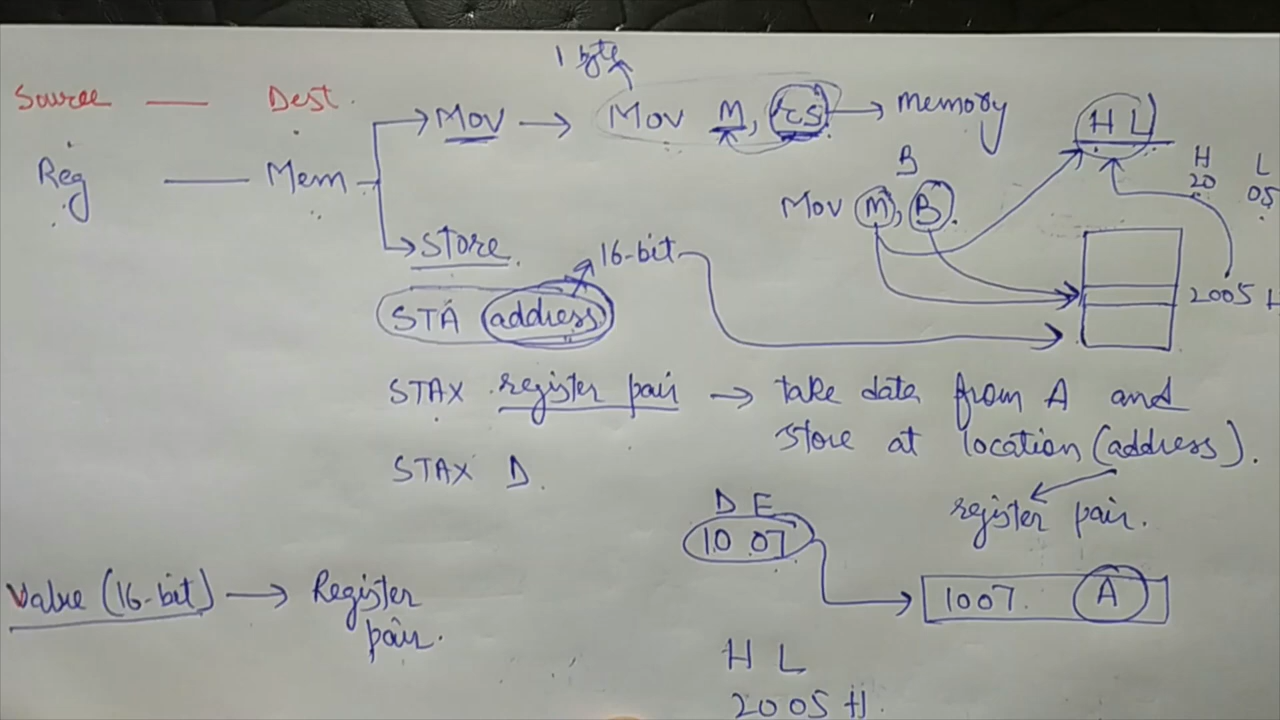 1 byte
Source — Dest.
Mov → Mov M, rs → memory
H L
Reg — Mem
B
H L
20 05
Mov M, B.
store.
16-bit
2005 H
STA address
STAX register pair → take data from A and
store at location (address).
STAX D.
register pair.
D E
10 07
1007. A
Value (16-bit) → Register
pair.
H L
2005 H.